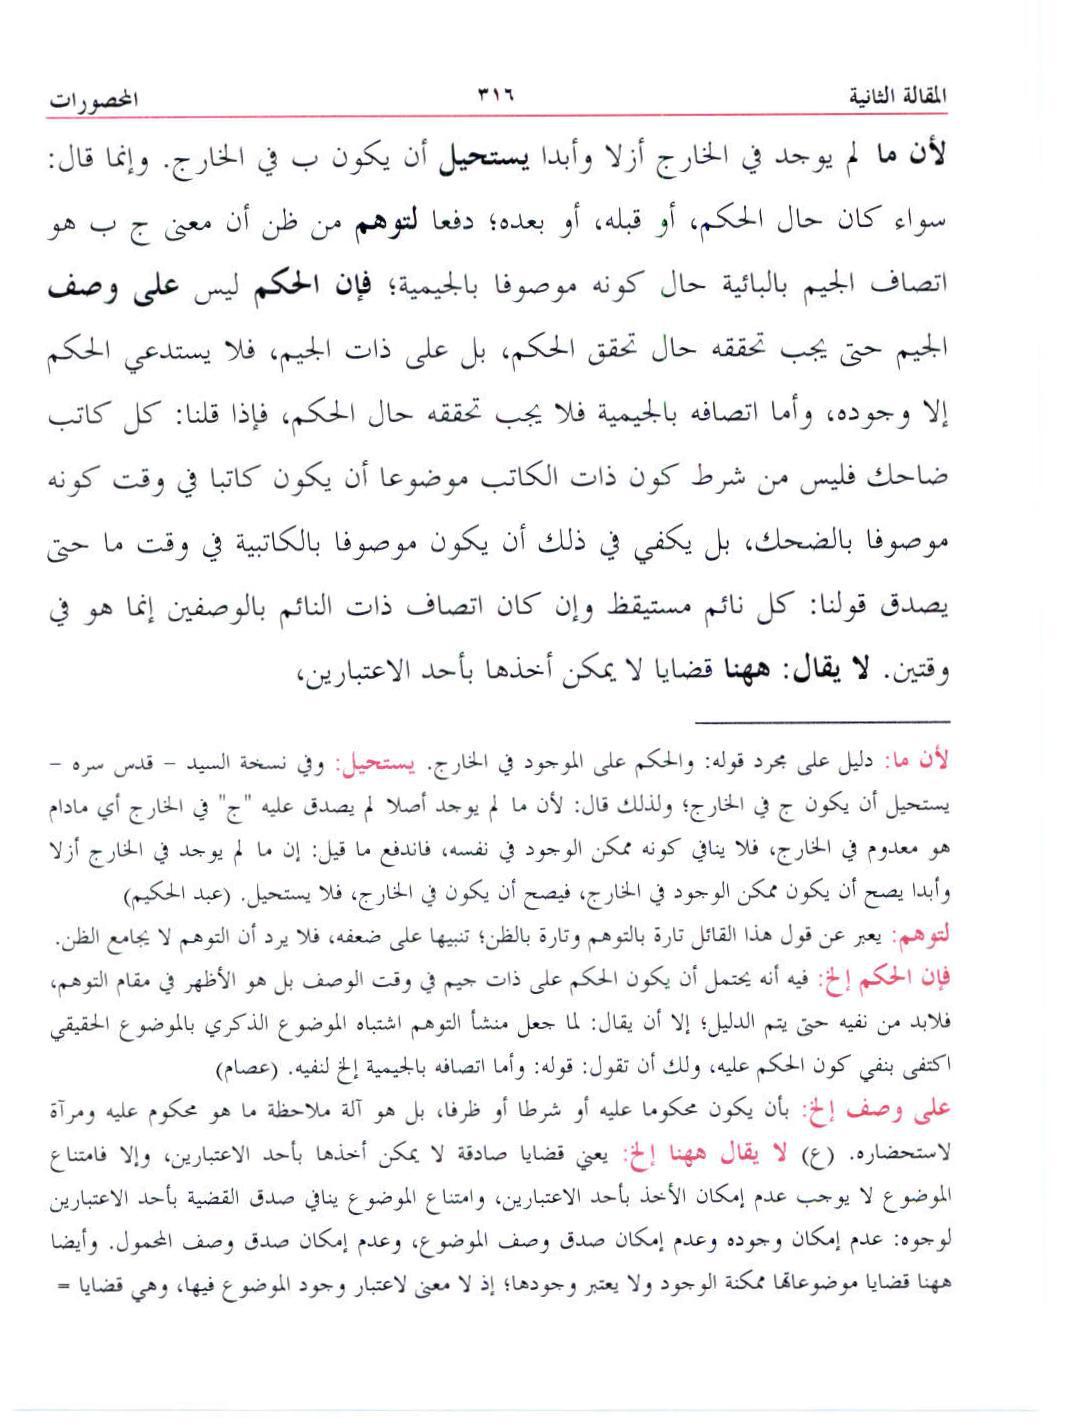 المقالة الثانية ٣١٦ المحصورات
لأن ما لم يوجد في الخارج أزلا وأبدا يستحيل أن يكون ب في الخارج. وإنما قال:
سواء كان حال الحكم، أو قبله، أو بعده؛ دفعا لتوهم من ظن أن معنى ج ب هو
اتصاف الجيم بالبائية حال كونه موصوفا بالجيمية؛ فإن الحكم ليس على وصف
الجيم حتى يجب تحققه حال تحقق الحكم، بل على ذات الجيم، فلا يستدعي الحكم
إلا وجوده، وأما اتصافه بالجيمية فلا يجب تحققه حال الحكم، فإذا قلنا: كل كاتب
ضاحك فليس من شرط كون ذات الكاتب موضوعا أن يكون كاتبا في وقت كونه
موصوفا بالضحك، بل يكفي في ذلك أن يكون موصوفا بالكاتبية في وقت ما حتى
يصدق قولنا: كل نائم مستيقظ وإن كان اتصاف ذات النائم بالوصفين إنما هو في
وقتين. لا يقال: ههنا قضايا لا يمكن أخذها بأحد الاعتبارين،
لأن ما: دليل على مجرد قوله: والحكم على الموجود في الخارج. يستحيل: وفي نسخة السيد – قدس سره –
يستحيل أن يكون ج في الخارج؛ ولذلك قال: لأن ما لم يوجد أصلا لم يصدق عليه "ج" في الخارج أي مادام
هو معدوم في الخارج، فلا ينافي كونه ممكن الوجود في نفسه، فاندفع ما قيل: إن ما لم يوجد في الخارج أزلا
وأبدا يصح أن يكون ممكن الوجود في الخارج، فيصح أن يكون في الخارج، فلا يستحيل. (عبد الحكيم)
لتوهم: يعبر عن قول هذا القائل تارة بالتوهم وتارة بالظن؛ تنبيها على ضعفه، فلا يرد أن التوهم لا يجامع الظن.
فإن الحكم إلخ: فيه أنه يحتمل أن يكون الحكم على ذات جيم في وقت الوصف بل هو الأظهر في مقام التوهم،
فلابد من نفيه حتى يتم الدليل؛ إلا أن يقال: لما جعل منشأ التوهم اشتباه الموضوع الذكري بالموضوع الحقيقي
اكتفى بنفي كون الحكم عليه، ولك أن تقول: قوله: وأما اتصافه بالجيمية إلخ لنفيه. (عصام)
على وصف إلخ: بأن يكون محكوما عليه أو شرطا أو ظرفا، بل هو آلة ملاحظة ما هو محكوم عليه ومرآة
لاستحضاره. (ع) لا يقال ههنا إلخ: يعني قضايا صادقة لا يمكن أخذها بأحد الاعتبارين، وإلا فامتناع
الموضوع لا يوجب عدم إمكان الأخذ بأحد الاعتبارين، وامتناع الموضوع ينافي صدق القضية بأحد الاعتبارين
لوجوه: عدم إمكان وجوده وعدم إمكان صدق وصف الموضوع، وعدم إمكان صدق وصف المحمول. وأيضا
ههنا قضايا موضوعاتها ممكنة الوجود ولا يعتبر وجودها؛ إذ لا معنى لاعتبار وجود الموضوع فيها، وهي قضايا =